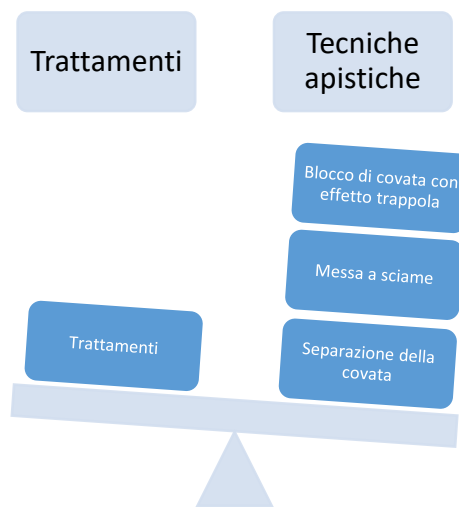 Trattamenti
Tecniche
apistiche
Blocco di covata con
effetto trappola
Messa a sciame
Trattamenti
Separazione della
covata